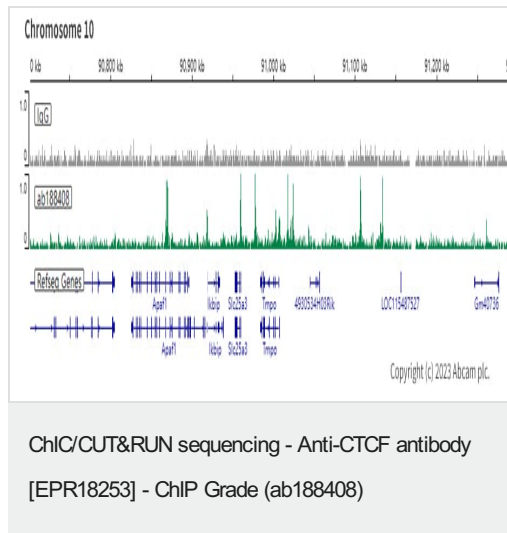 Chromosome 10
0 kb 90,800 kb 90,900 kb 91,000 kb 91,100 kb 91,200 kb
1.0
IgG
0
1.0
ab188408
0
Refseq Genes
Apaf1 Ikbip Slc25a3 Tmpo 4930534H03Rik LOC115487527 Gm40736
Apaf1 Ikbip Slc25a3 Tmpo
Copyright (c) 2023 Abcam plc.
ChIC/CUT&RUN sequencing - Anti-CTCF antibody
[EPR18253] - ChIP Grade (ab188408)